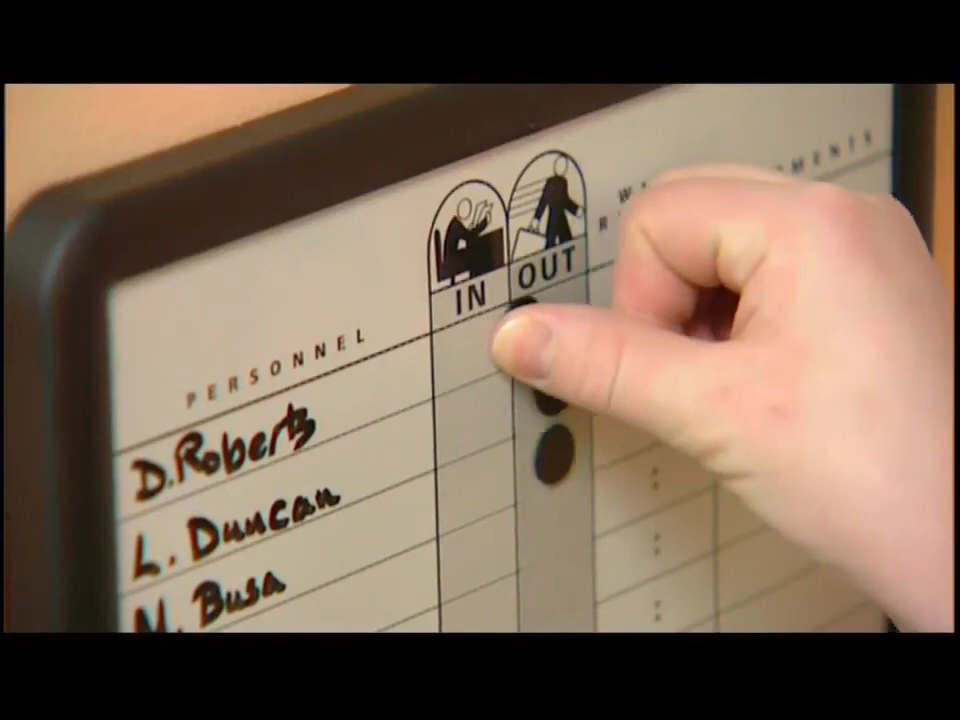 IN OUT
PERSONNEL
D. Roberts
L. Duncan
M. Busa